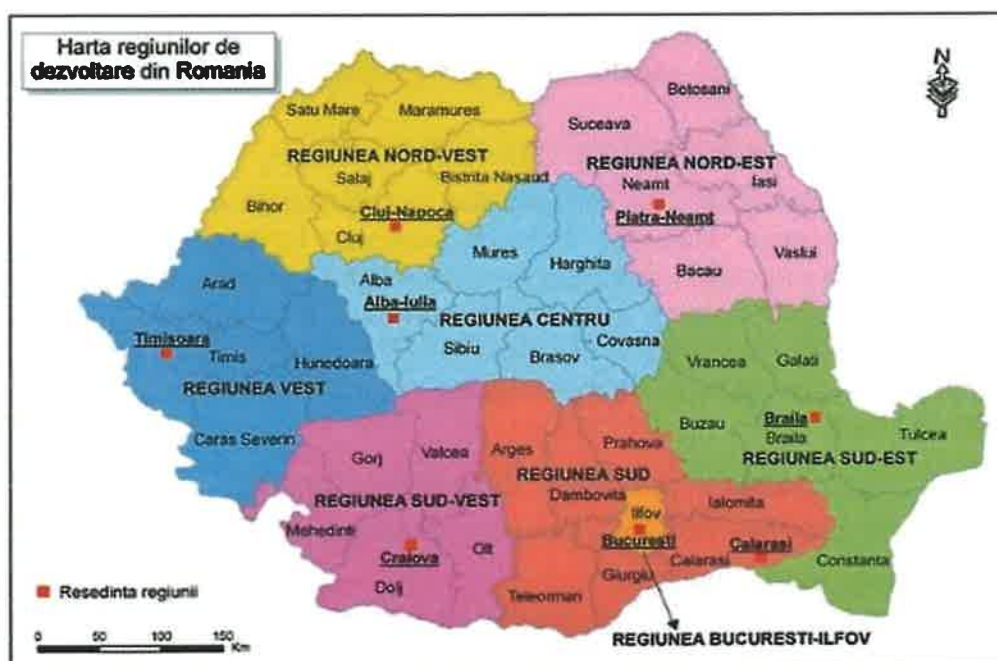 Harta regiunilor de
dezvoltare din Romania
N
Botosani
Satu Mare
Maramures
Suceava
REGIUNEA NORD-VEST
REGIUNEA NORD-EST
Salaj
Bistrita Nasaud
Neamt
Iasi
Bihor
Cluj-Napoca
Piatra-Neamt
Cluj
Mures
Harghita
Bacau
Vaslui
Arad
Alba
Alba-Iulia
REGIUNEA CENTRU
Timisoara
Timis
Hunedoara
Sibiu
Brasov
Covasna
Vrancea
Galati
REGIUNEA VEST
Caras Severin
Gorj
Valcea
Arges
Prahova
Buzau
Braila
Braila
Tulcea
REGIUNEA SUD-EST
REGIUNEA SUD
REGIUNEA SUD-VEST
Dambovita
Ilfov
Ialomita
Mehedinti
Craiova
Olt
Bucuresti
Calarasi
Calarasi
Constanta
Dolj
Giurgiu
Teleorman
Resedinta regiunii
REGIUNEA BUCURESTI-ILFOV
0 50 100 150
Km